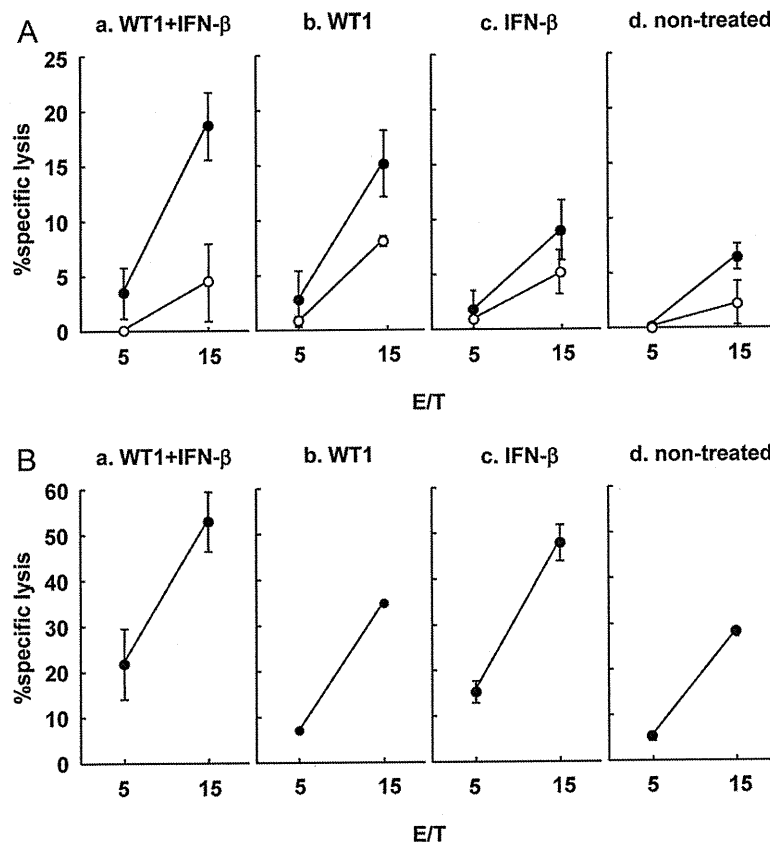 A
a. WT1+IFN-β
b. WT1
c. IFN-β
d. non-treated
%specific lysis
25
20
15
10
5
0
5 15
5 15
5 15
5 15
E/T
B
a. WT1+IFN-β
b. WT1
c. IFN-β
d. non-treated
%specific lysis
60
50
40
30
20
10
0
5 15
5 15
5 15
5 15
E/T